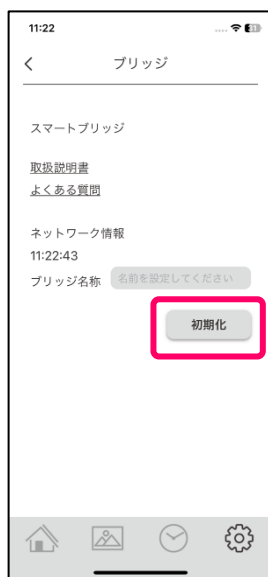 11:22
31
ブリッジ
スマートブリッジ
取扱説明書
よくある質問
ネットワーク情報
11:22:43
ブリッジ名称 名前を設定してください
初期化